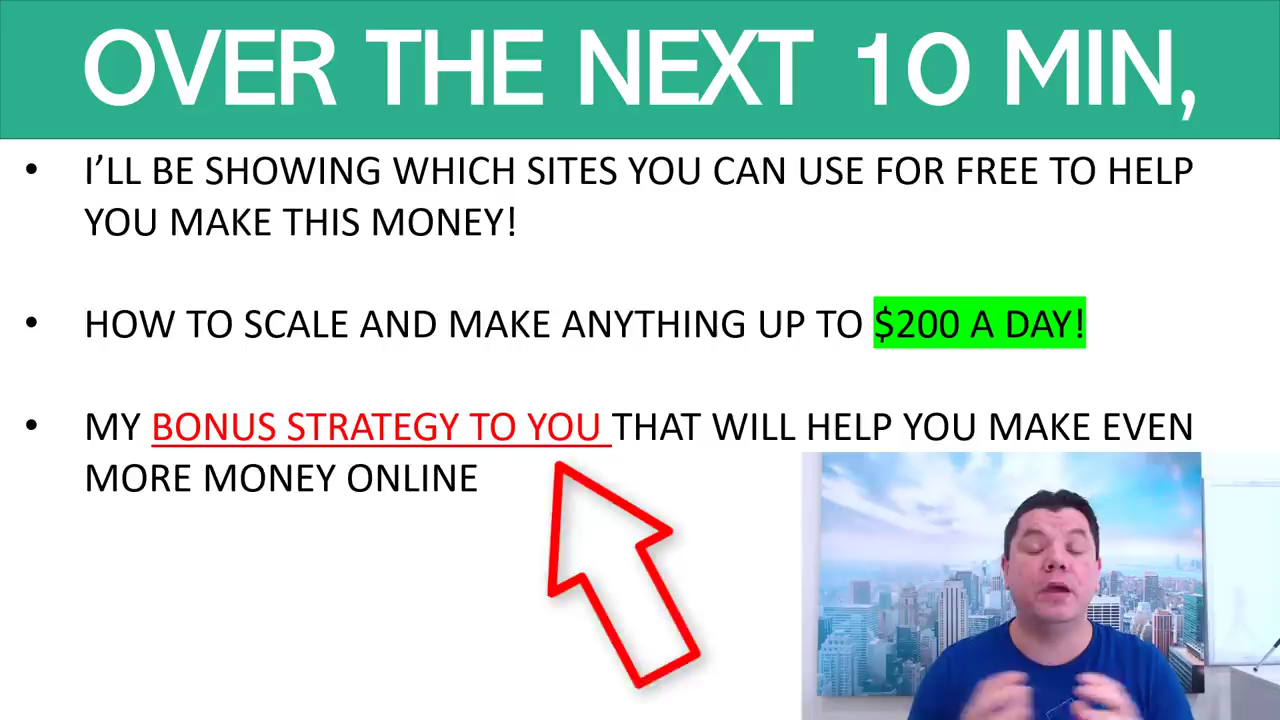 OVER THE NEXT 10 MIN,
• I’LL BE SHOWING WHICH SITES YOU CAN USE FOR FREE TO HELP
YOU MAKE THIS MONEY!
• HOW TO SCALE AND MAKE ANYTHING UP TO $200 A DAY!
• MY BONUS STRATEGY TO YOU THAT WILL HELP YOU MAKE EVEN
MORE MONEY ONLINE